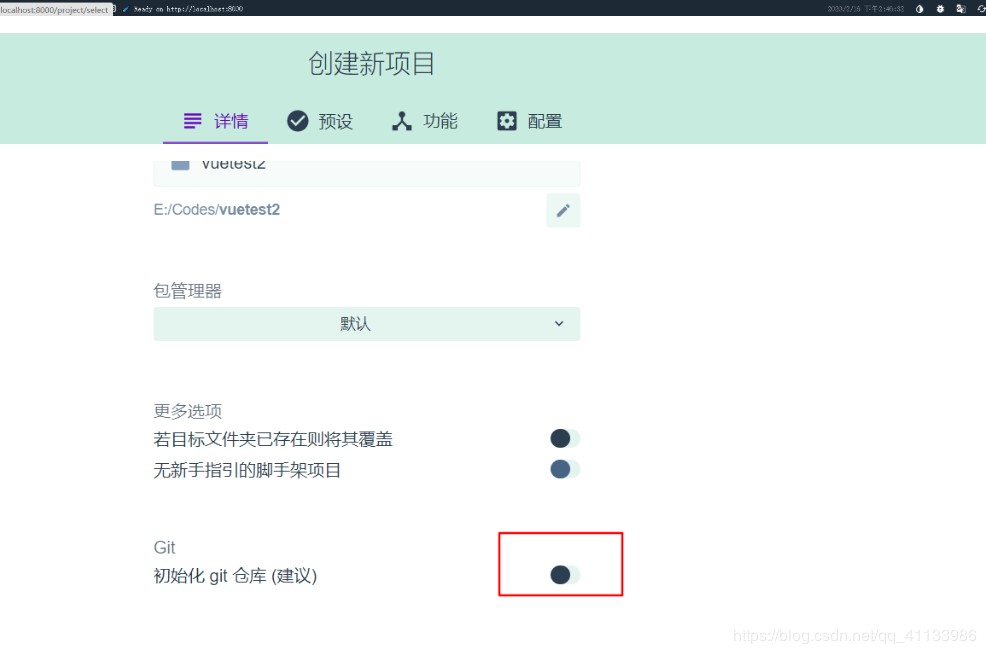 localhost:8000/project/select
Ready on http://localhost:8000
2020/2/16 下午2:46:32
创建新项目
详情 预设 功能 配置
vuetest2
E:/Codes/vuetest2
包管理器
默认
更多选项
若目标文件夹已存在则将其覆盖
无新手指引的脚手架项目
Git
初始化 git 仓库 (建议)
https://blog.csdn.net/qq_41133986